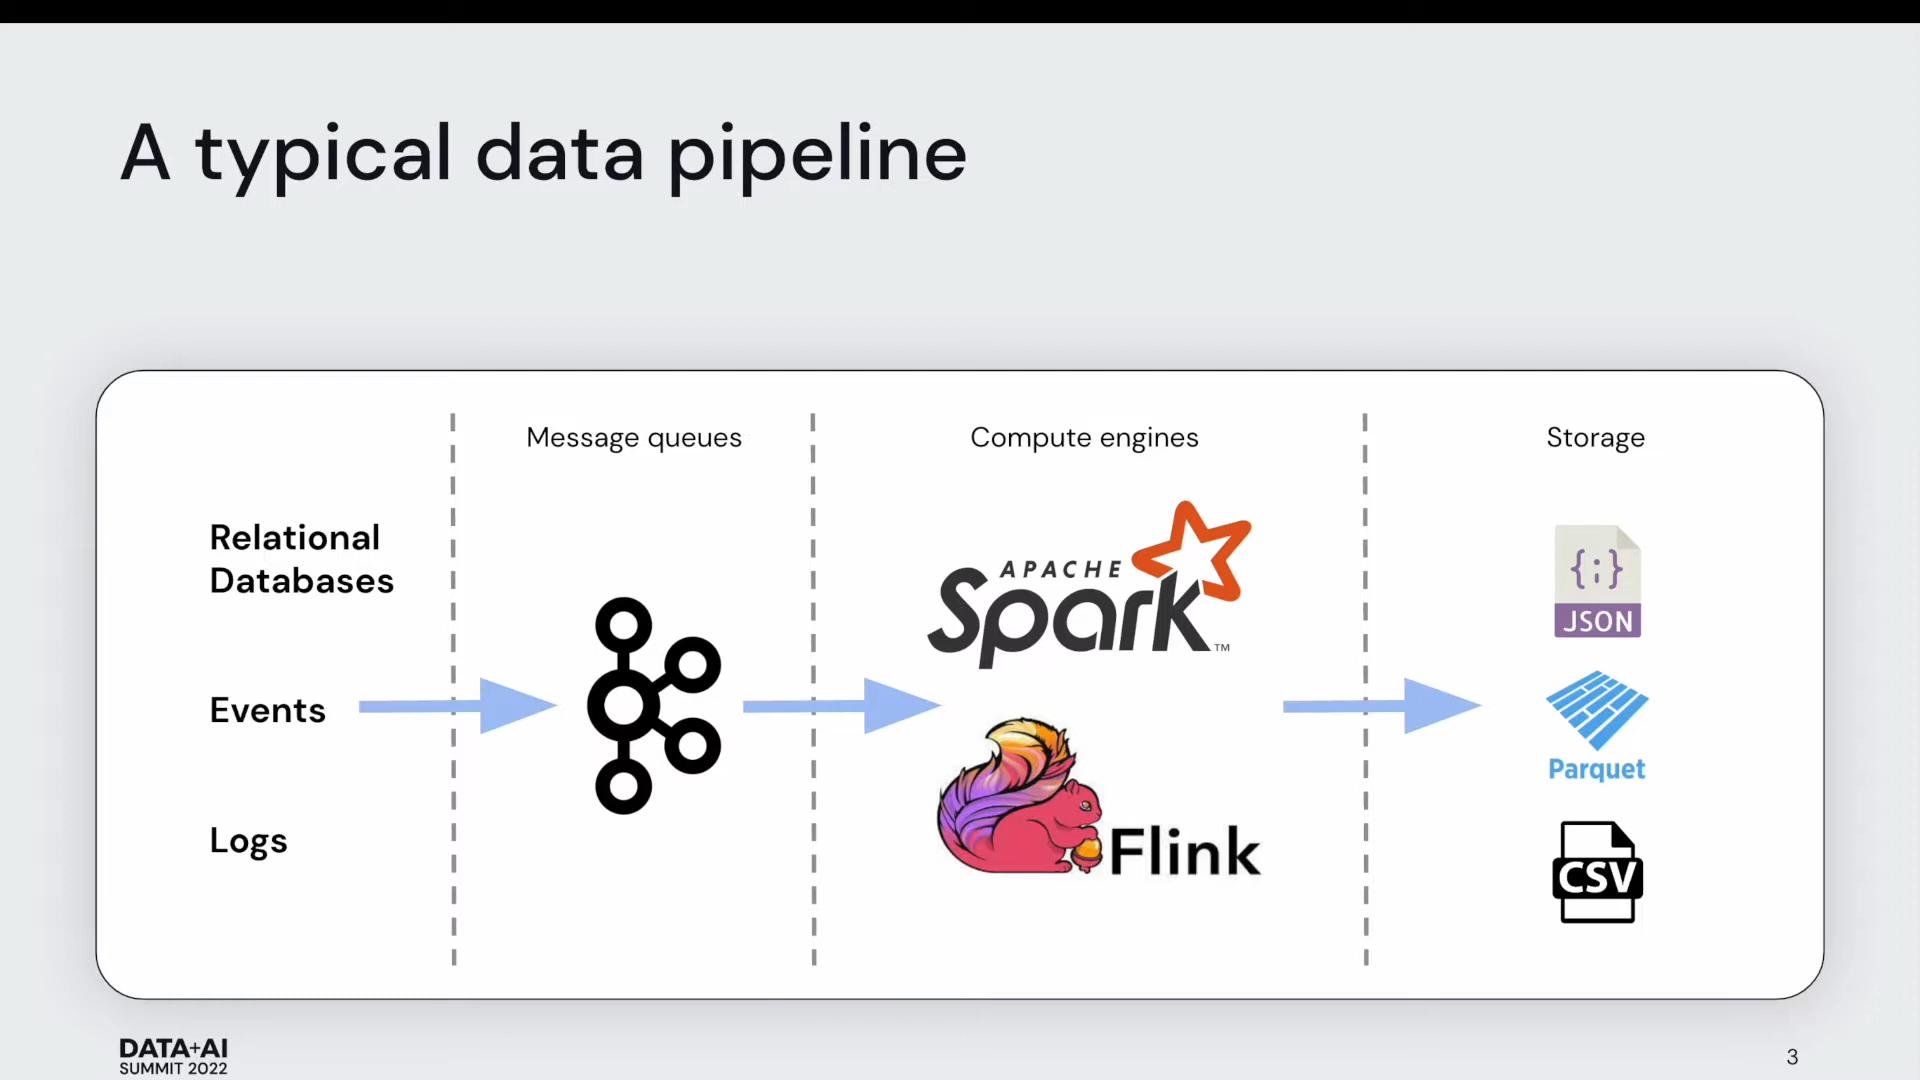 A typical data pipeline
Message queues
Compute engines
Storage
Relational
Databases
Events
Logs
APACHE
Spark™
Flink
{;}
JSON
Parquet
CSV
DATA+AI
SUMMIT 2022
3